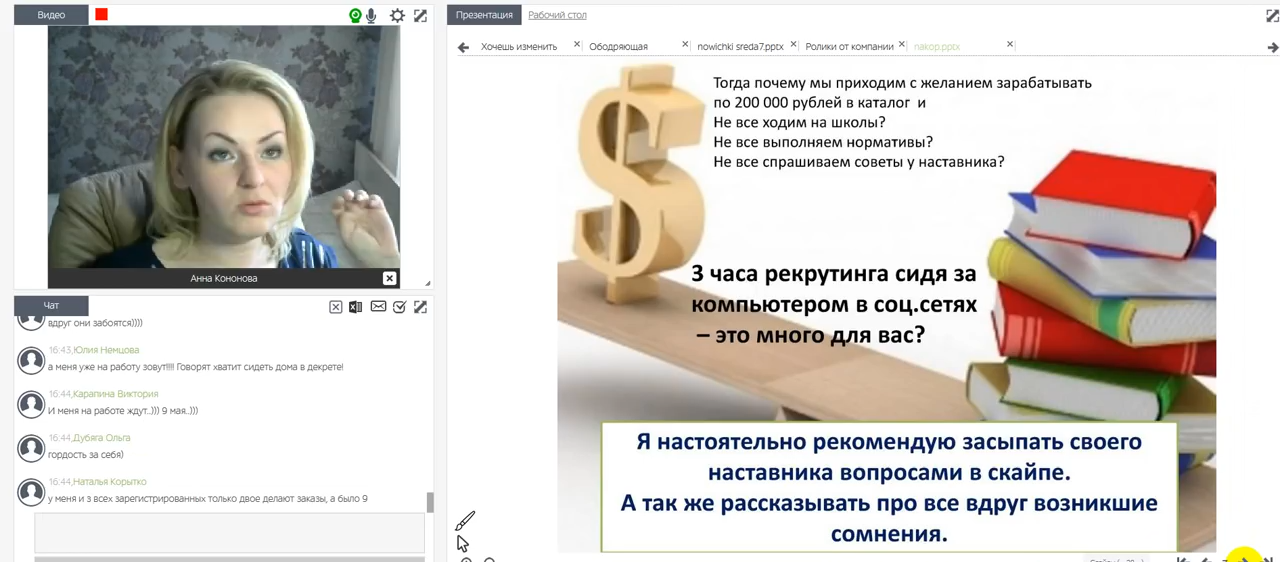 Видео
Анна Кононова
Чат
вдруг они забоятся))))
16:43,Юлия Немцова
а меня уже на работу зовут!!!! Говорят хватит сидеть дома в декрете!
16:44,Карапина Виктория
И меня на работе ждут..))) 9 мая..)))
16:44,Дубяга Ольга
гордость за себя)
16:44,Наталья Корытко
у меня и з всех зарегистрированных только двое делают заказы, а было 9
Презентация Рабочий стол
Хочешь изменить Ободряющая nowichki sreda7.pptx Ролики от компании nakop.pptx
Тогда почему мы приходим с желанием зарабатывать
по 200 000 рублей в каталог и
Не все ходим на школы?
Не все выполняем нормативы?
Не все спрашиваем советы у наставника?
3 часа рекрутинга сидя за
компьютером в соц.сетях
– это много для вас?
Я настоятельно рекомендую засыпать своего
наставника вопросами в скайпе.
А так же рассказывать про все вдруг возникшие
сомнения.